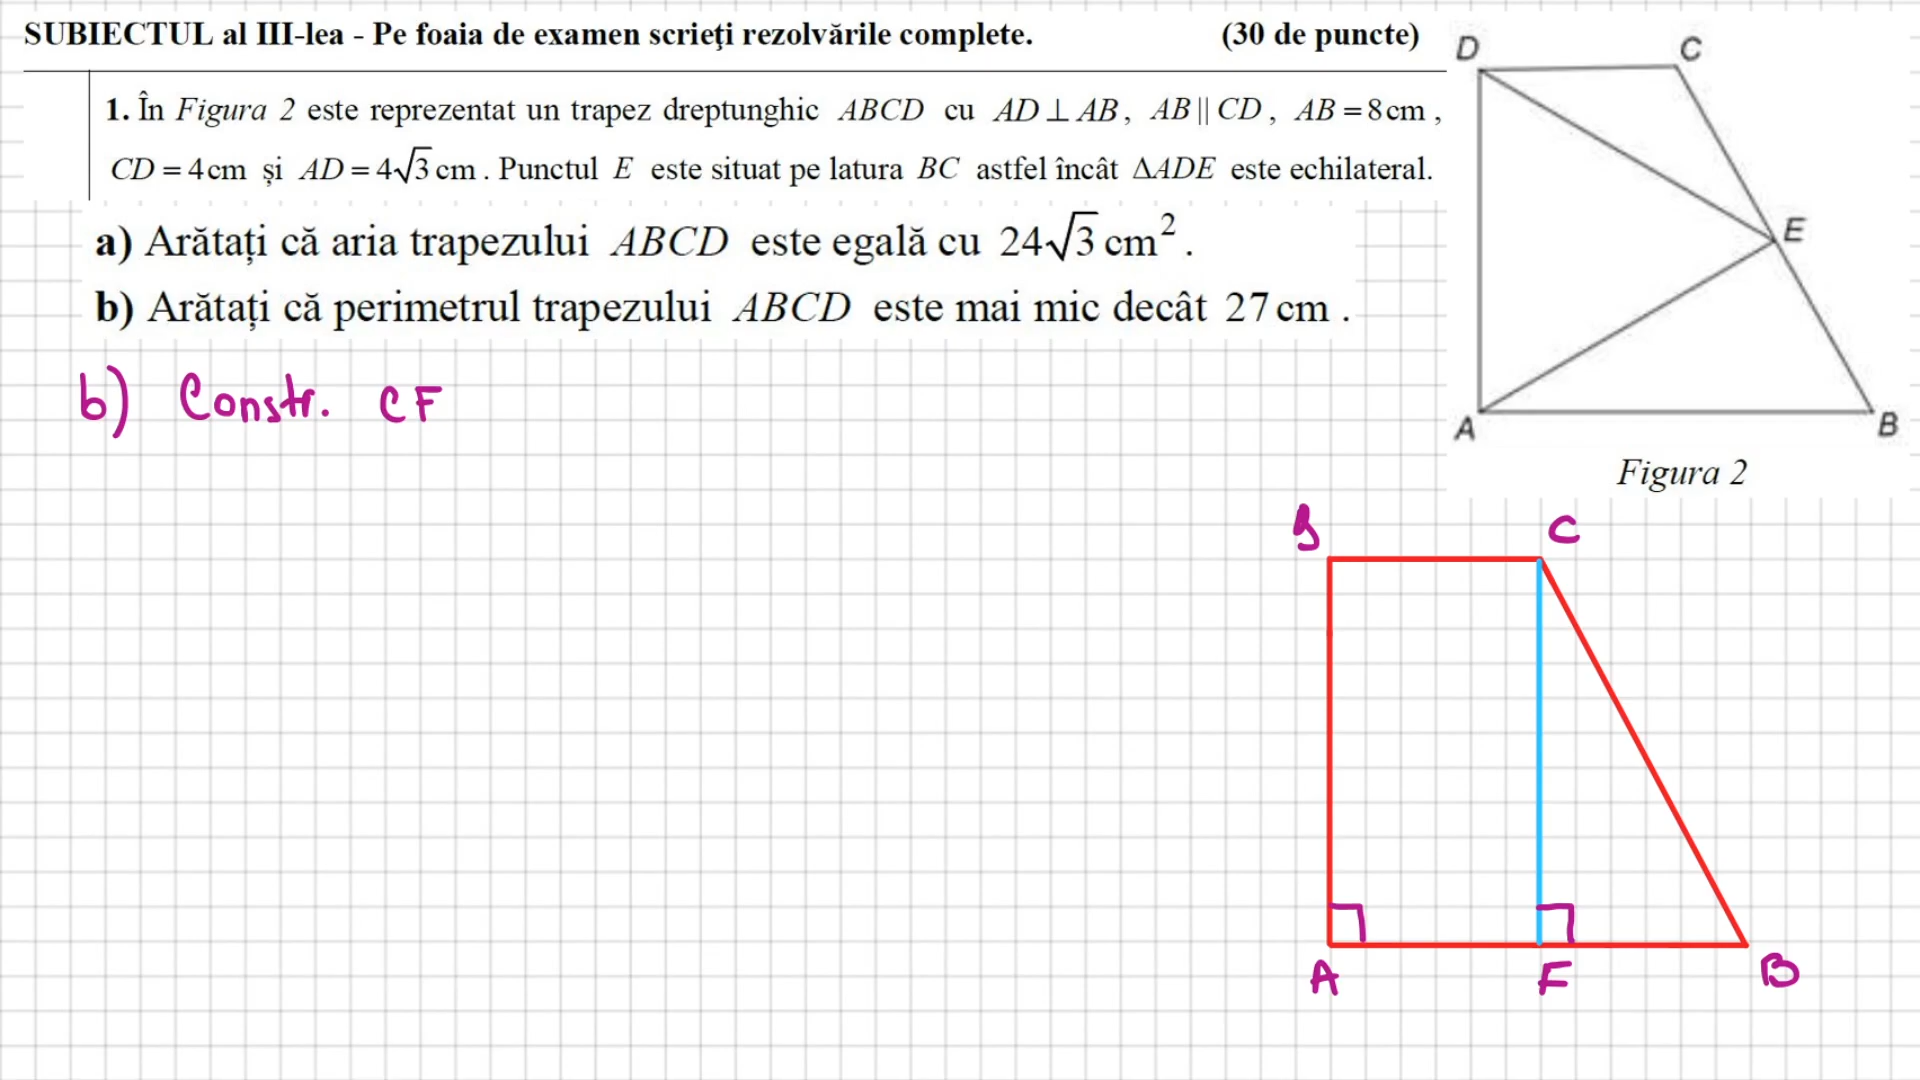 SUBIECTUL al III-lea - Pe foaia de examen scrieţi rezolvările complete. (30 de puncte)
1. În Figura 2 este reprezentat un trapez dreptunghic ABCD cu AD ⊥ AB, AB || CD, AB = 8 cm,
CD = 4 cm și AD = 4√3 cm. Punctul E este situat pe latura BC astfel încât ΔADE este echilateral.
a) Arătați că aria trapezului ABCD este egală cu 24√3 cm².
b) Arătați că perimetrul trapezului ABCD este mai mic decât 27 cm.
D C
E
A B
Figura 2
b) Constr. CF
D C
A F B